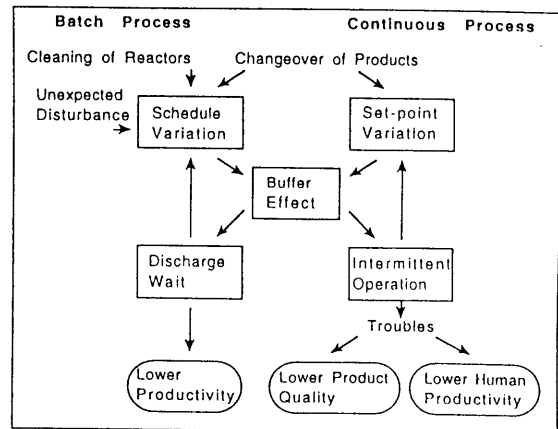 Batch Process
Continuous Process
Cleaning of Reactors
Changeover of Products
Unexpected
Disturbance
Schedule
Variation
Set-point
Variation
Buffer
Effect
Discharge
Wait
Intermittent
Operation
Troubles
Lower
Productivity
Lower Product
Quality
Lower Human
Productivity